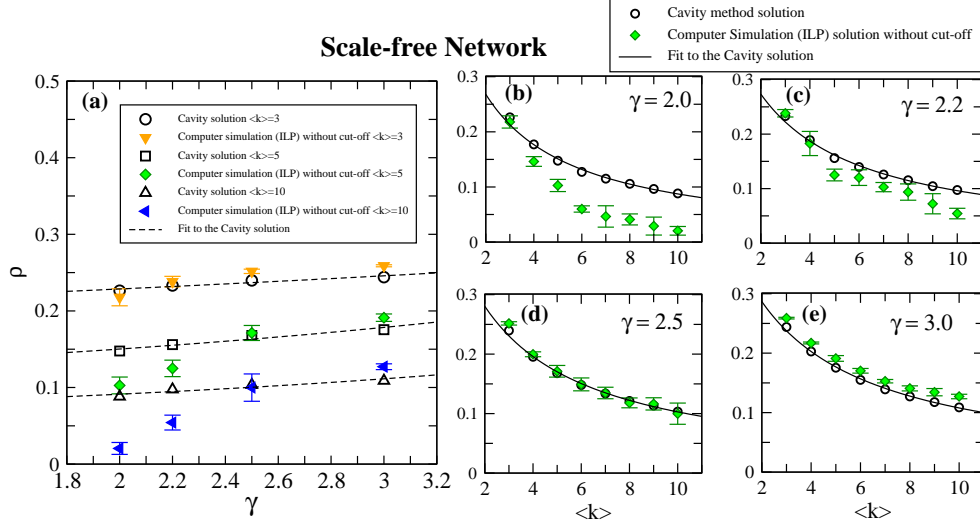 Cavity method solution
Computer Simulation (ILP) solution without cut-off
Fit to the Cavity solution
Scale-free Network
(a)
Cavity solution <k>=3
Computer simulation (ILP) without cut-off <k>=3
Cavity solution <k>=5
Computer simulation (ILP) without cut-off <k>=5
Cavity solution <k>=10
Computer simulation (ILP) without cut-off <k>=10
Fit to the Cavity solution
0.5
0.4
0.3
0.2
0.1
0
ρ
1.8 2 2.2 2.4 2.6 2.8 3 3.2
γ
(b)
γ = 2.0
0.3
0.2
0.1
0
2 4 6 8 10
(c)
γ = 2.2
0.3
0.2
0.1
0
2 4 6 8 10
(d)
γ = 2.5
0.3
0.2
0.1
0
2 4 6 8 10
<k>
(e)
γ = 3.0
0.3
0.2
0.1
0
2 4 6 8 10
<k>